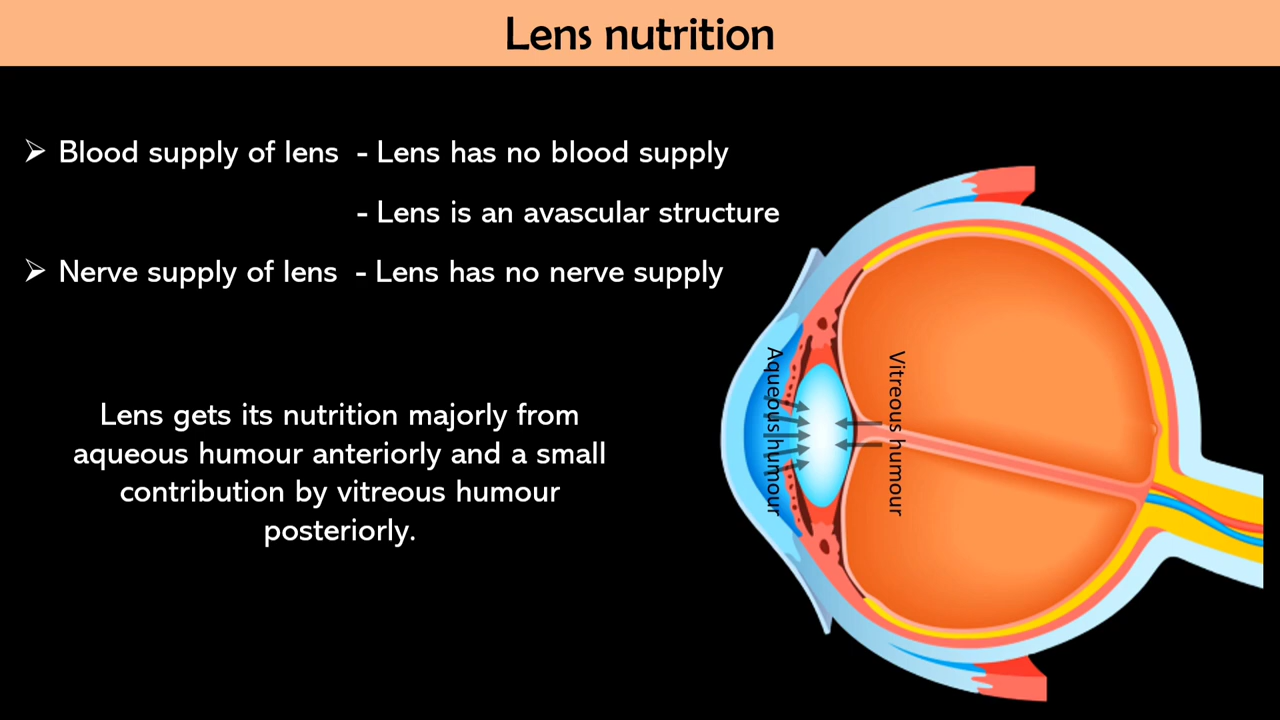 Lens nutrition
➢ Blood supply of lens - Lens has no blood supply
- Lens is an avascular structure
➢ Nerve supply of lens - Lens has no nerve supply
Lens gets its nutrition majorly from
aqueous humour anteriorly and a small
contribution by vitreous humour
posteriorly.
Aqueous humour
Vitreous humour